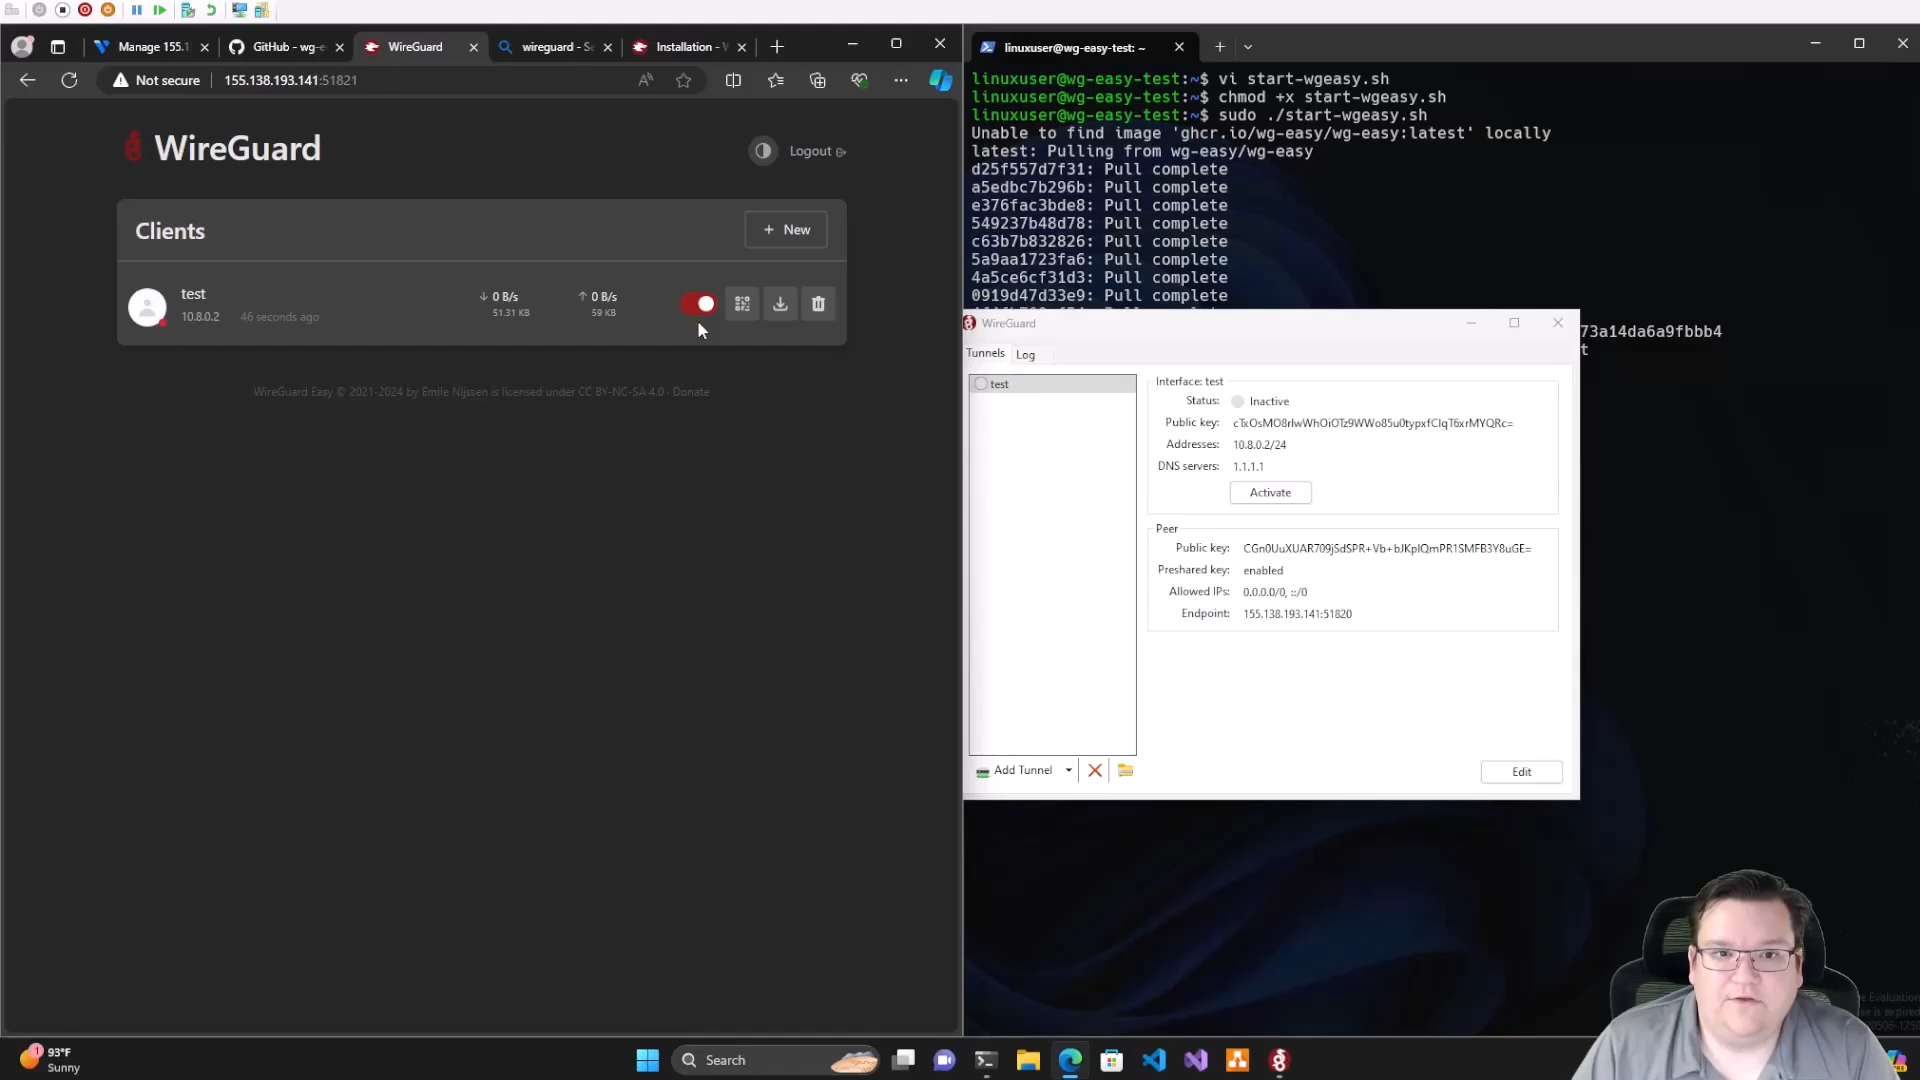 Manage 155.1
GitHub - wg-e
WireGuard
wireguard - Se
Installation - W
Not secure
155.138.193.141:51821
WireGuard
Logout
Clients
+ New
test
10.8.0.2
46 seconds ago
↓ 0 B/s
51.31 KB
↑ 0 B/s
59 KB
WireGuard Easy © 2021-2024 by Emile Nijssen is licensed under CC BY-NC-SA 4.0 · Donate
linuxuser@wg-easy-test: ~
linuxuser@wg-easy-test:~$ vi start-wgeasy.sh
linuxuser@wg-easy-test:~$ chmod +x start-wgeasy.sh
linuxuser@wg-easy-test:~$ sudo ./start-wgeasy.sh
Unable to find image 'ghcr.io/wg-easy/wg-easy:latest' locally
latest: Pulling from wg-easy/wg-easy
d25f557d7f31: Pull complete
a5edbc7b296b: Pull complete
e376fac3bde8: Pull complete
549237b48d78: Pull complete
c63b7b832826: Pull complete
5a9aa1723fa6: Pull complete
4a5ce6cf31d3: Pull complete
0919d47d33e9: Pull complete
73a14da6a9fbbb4
t
WireGuard
Tunnels
Log
test
Interface: test
Status: Inactive
Public key: cTxOsMO8rlwWhOiOTz9WWo85u0typxfClqT6xrMYQRc=
Addresses: 10.8.0.2/24
DNS servers: 1.1.1.1
Activate
Peer
Public key: CGn0UuXUAR709jSdSPR+Vb+bJKplQmPR1SMFB3Y8uGE=
Preshared key: enabled
Allowed IPs: 0.0.0.0/0, ::/0
Endpoint: 155.138.193.141:51820
Add Tunnel
Edit
Evaluation
se is expired
1
93°F
Sunny
Search